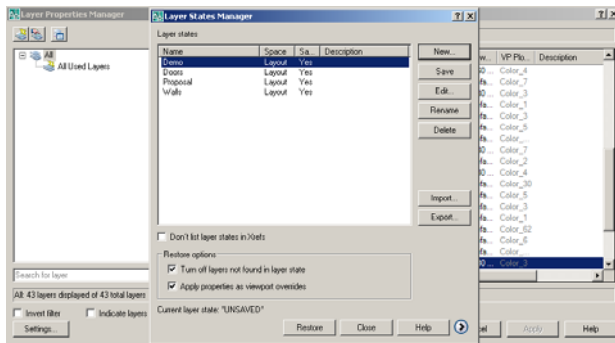 Layer Properties Manager
All
All Used Layers
Search for layer
All: 43 layers displayed of 43 total layers
Invert filter
Indicate layers
Settings...
Layer States Manager
Layer states
Name Space Sa... Description
Demo Layout Yes
Doors Layout Yes
Proposal Layout Yes
Walls Layout Yes
New...
Save
Edit...
Rename
Delete
Import...
Export...
Don't list layer states in Xrefs
Restore options
Turn off layers not found in layer state
Apply properties as viewport overrides
Current layer state: "UNSAVED"
Restore Close Help
VP Plo... Description
Color_4
Color_7
Color_1
Color_3
Color_5
Color_...
Color_7
Color_2
Color_4
Color_30
Color_5
Color_3
Color_1
Color_62
Color_6
Color_...
Color_3
Apply Help